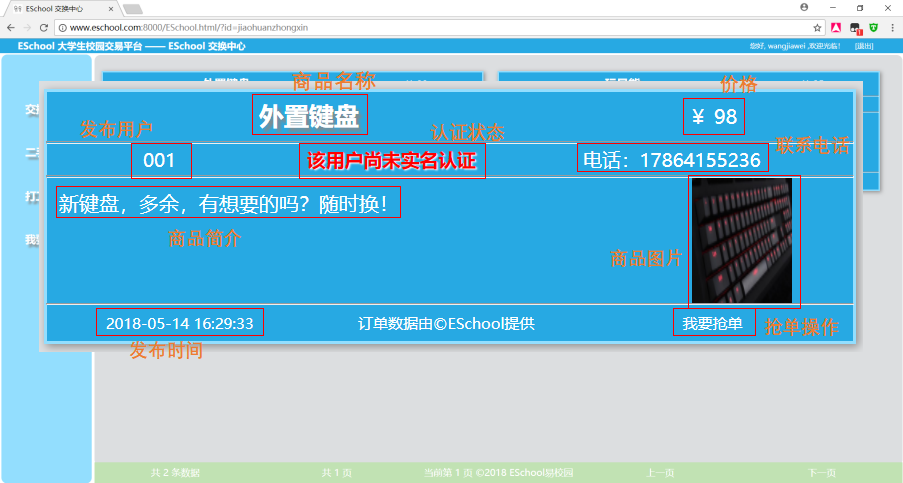 ESchool 交换中心
www.eschool.com:8000/ESchool.html/?id=jiaohuanzhongxin
ESchool 大学生校园交易平台 —— ESchool 交换中心
您好, wangjiawei ,欢迎光临!
[退出]
商品名称
价格
外置键盘
¥ 98
发布用户
认证状态
联系电话
001
该用户尚未实名认证
电话：17864155236
新键盘，多余，有想要的吗？随时换！
商品简介
商品图片
2018-05-14 16:29:33
订单数据由©ESchool提供
我要抢单
抢单操作
发布时间
共 2 条数据
共 1 页
当前第 1 页 ©2018 ESchool易校园
上一页
下一页